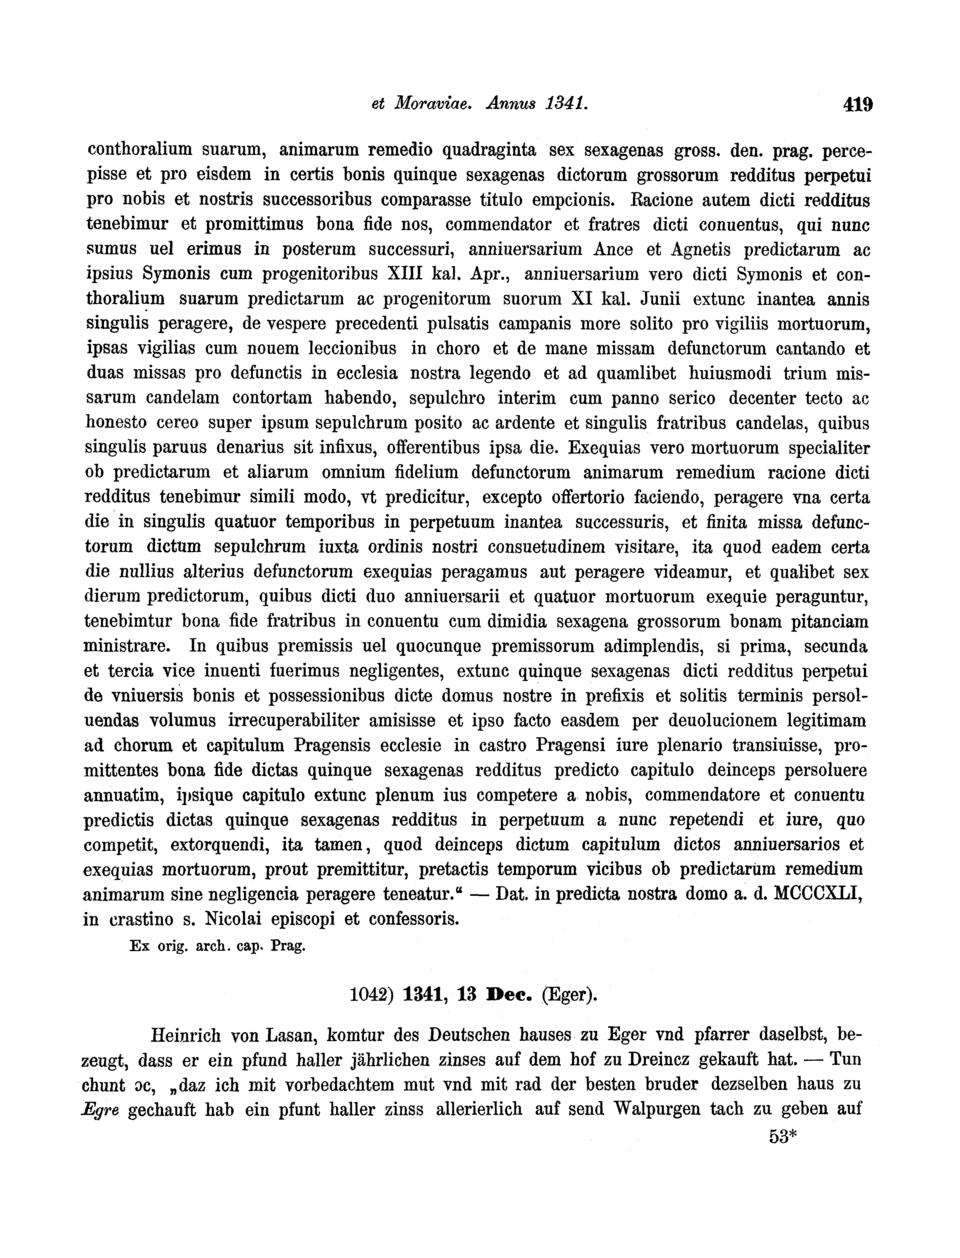 et Moraviae. Annus 1341. 419
conthoralium suarum, animarum remedio quadraginta sex sexagenas gross. den. prag. perce-
pisse et pro eisdem in certis bonis quinque sexagenas dictorum grossorum redditus perpetui
pro nobis et nostris successoribus comparasse titulo empcionis. Racione autem dicti redditus
tenebimur et promittimus bona fide nos, commendator et fratres dicti conuentus, qui nunc
sumus uel erimus in posterum successuri, anniuersarium Ance et Agnetis predictarum ac
ipsius Symonis cum progenitoribus XIII kal. Apr., anniuersarium vero dicti Symonis et con-
thoralium suarum predictarum ac progenitorum suorum XI kal. Junii extunc inantea annis
singulis peragere, de vespere precedenti pulsatis campanis more solito pro vigiliis mortuorum,
ipsas vigilias cum nouem leccionibus in choro et de mane missam defunctorum cantando et
duas missas pro defunctis in ecclesia nostra legendo et ad quamlibet huiusmodi trium mis-
sarum candelam contortam habendo, sepulchro interim cum panno serico decenter tecto ac
honesto cereo super ipsum sepulchrum posito ac ardente et singulis fratribus candelas, quibus
singulis paruus denarius sit infixus, offerentibus ipsa die. Exequias vero mortuorum specialiter
ob predictarum et aliarum omnium fidelium defunctorum animarum remedium racione dicti
redditus tenebimur simili modo, vt predicitur, excepto offertorio faciendo, peragere vna certa
die in singulis quatuor temporibus in perpetuum inantea successuris, et finita missa defunc-
torum dictum sepulchrum iuxta ordinis nostri consuetudinem visitare, ita quod eadem certa
die nullius alterius defunctorum exequias peragamus aut peragere videamur, et qualibet sex
dierum predictorum, quibus dicti duo anniuersarii et quatuor mortuorum exequie peraguntur,
tenebimtur bona fide fratribus in conuentu cum dimidia sexagena grossorum bonam pitanciam
ministrare. In quibus premissis uel quocunque premissorum adimplendis, si prima, secunda
et tercia vice inuenti fuerimus negligentes, extunc quinque sexagenas dicti redditus perpetui
de vniuersis bonis et possessionibus dicte domus nostre in prefixis et solitis terminis persol-
uendas volumus irrecuperabiliter amisisse et ipso facto easdem per deuolucionem legitimam
ad chorum et capitulum Pragensis ecclesie in castro Pragensi iure plenario transiuisse, pro-
mittentes bona fide dictas quinque sexagenas redditus predicto capitulo deinceps persoluere
annuatim, ipsique capitulo extunc plenum ius competere a nobis, commendatore et conuentu
predictis dictas quinque sexagenas redditus in perpetuum a nunc repetendi et iure, quo
competit, extorquendi, ita tamen, quod deinceps dictum capitulum dictos anniuersarios et
exequias mortuorum, prout premittitur, pretactis temporum vicibus ob predictarum remedium
animarum sine negligencia peragere teneatur.“ — Dat. in predicta nostra domo a. d. MCCCXLI,
in crastino s. Nicolai episcopi et confessoris.
Ex orig. arch. cap. Prag.
1042) 1341, 13 Dec. (Eger).
Heinrich von Lasan, komtur des Deutschen hauses zu Eger vnd pfarrer daselbst, be-
zeugt, dass er ein pfund haller jährlichen zinses auf dem hof zu Dreincz gekauft hat. — Tun
chunt ꝛc, „daz ich mit vorbedachtem mut vnd mit rad der besten bruder dezselben haus zu
Egre gechauft hab ein pfunt haller zinss allerierlich auf send Walpurgen tach zu geben auf
53*